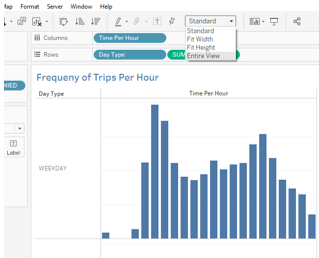 Map Format Server Window Help
Standard
Standard
Fit Width
Fit Height
Entire View
Columns Time Per Hour
Rows Day Type SUM
NIED
Label
Frequeny of Trips Per Hour
Day Type Time Per Hour
WEEKDAY